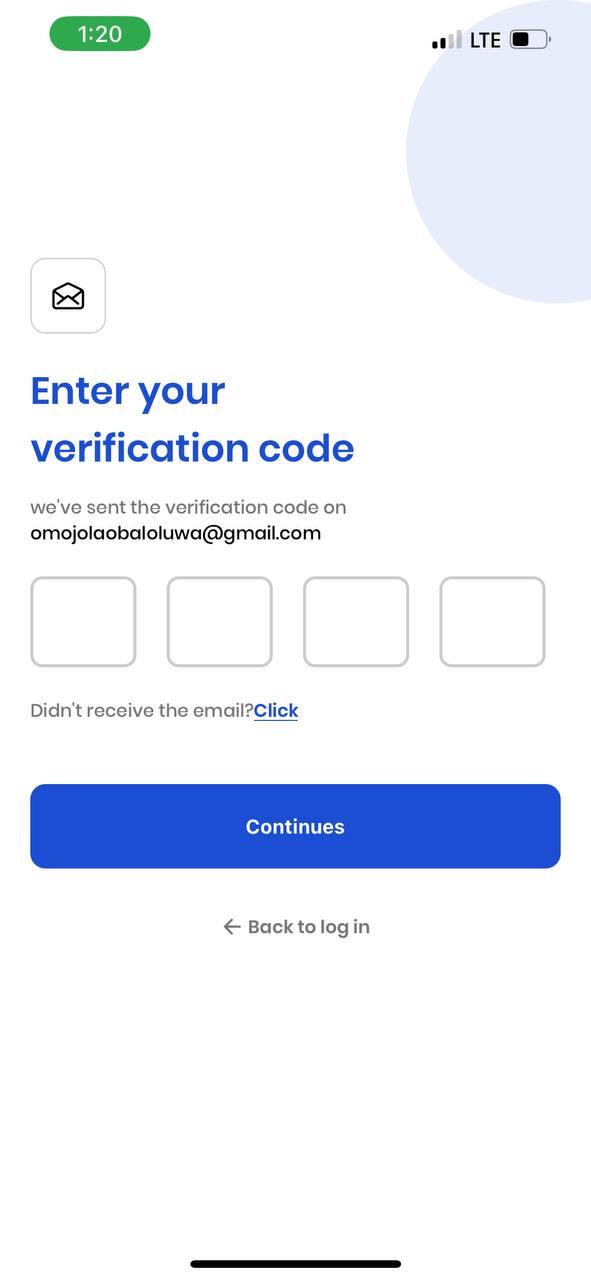 1:20 LTE
Enter your
verification code
we've sent the verification code on
omojolaobaloluwa@gmail.com
Didn't receive the email?Click
Continues
← Back to log in